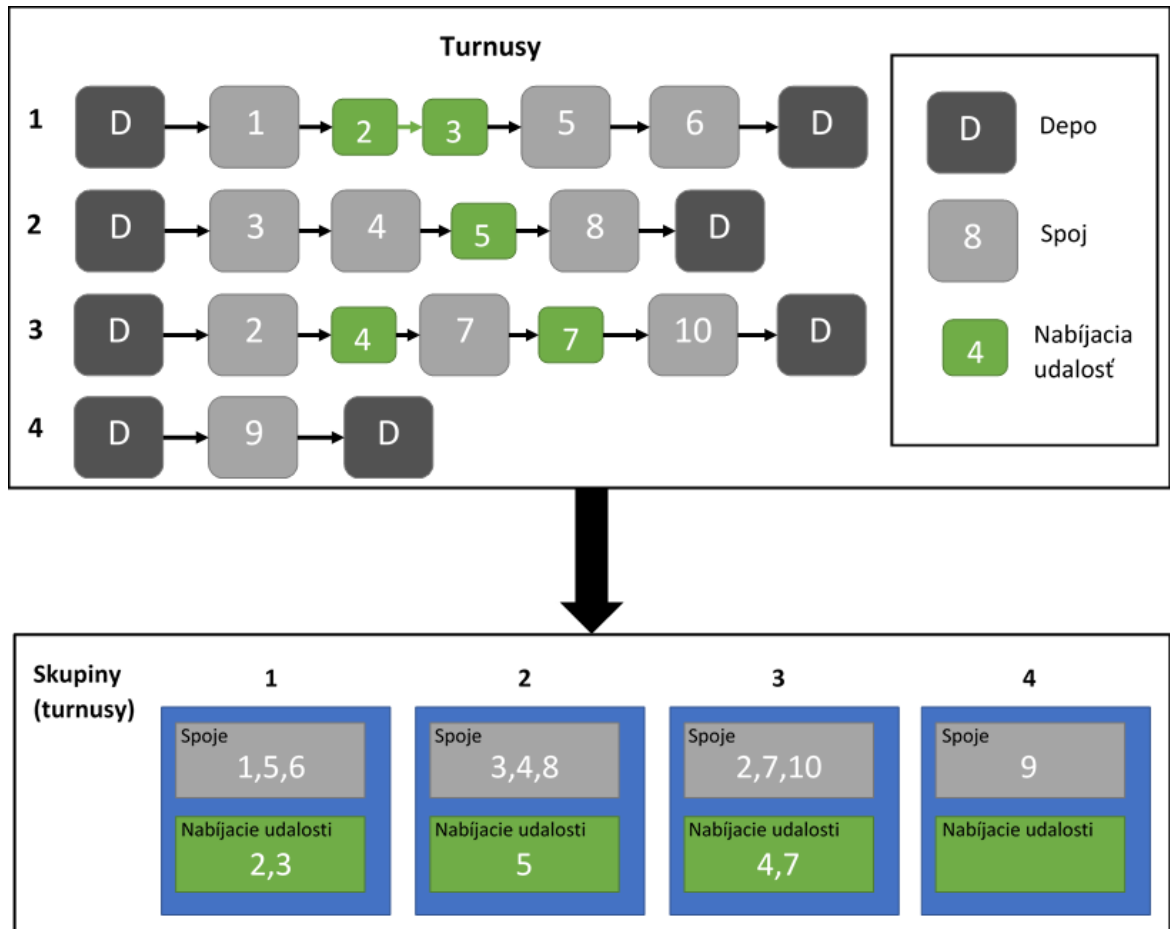 Turnusy
1 D 1 2 3 5 6 D
2 D 3 4 5 8 D
3 D 2 4 7 7 10 D
4 D 9 D
D Depo
8 Spoj
4 Nabíjacia
udalosť
Skupiny
(turnusy)
1 2 3 4
Spoje
1,5,6
Nabíjacie udalosti
2,3
Spoje
3,4,8
Nabíjacie udalosti
5
Spoje
2,7,10
Nabíjacie udalosti
4,7
Spoje
9
Nabíjacie udalosti